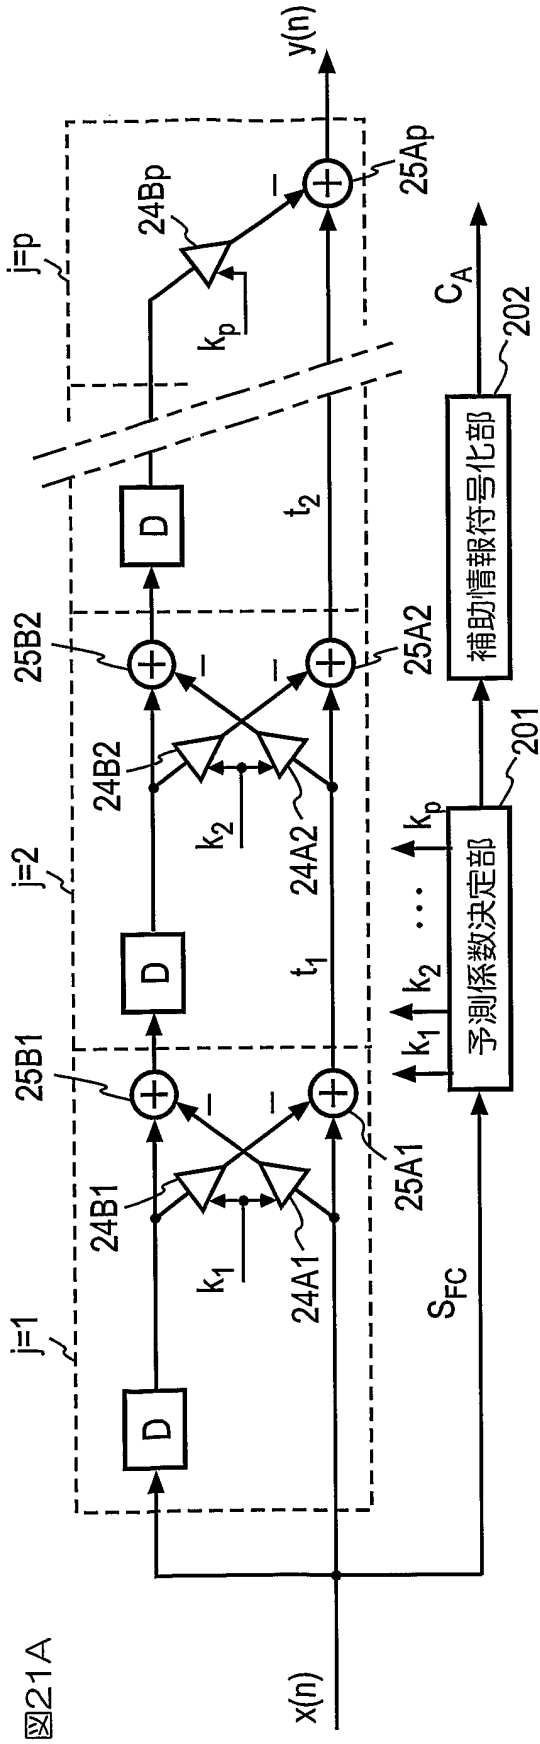 図21A
x(n)
j=1
D
24B1
k1
24A1
25B1
25A1
j=2
D
t1
24B2
k2
24A2
25B2
25A2
D
t2
j=p
24Bp
kp
25Ap
y(n)
SFC
k1
k2
...
kp
予測係数決定部
201
補助情報符号化部
202
CA